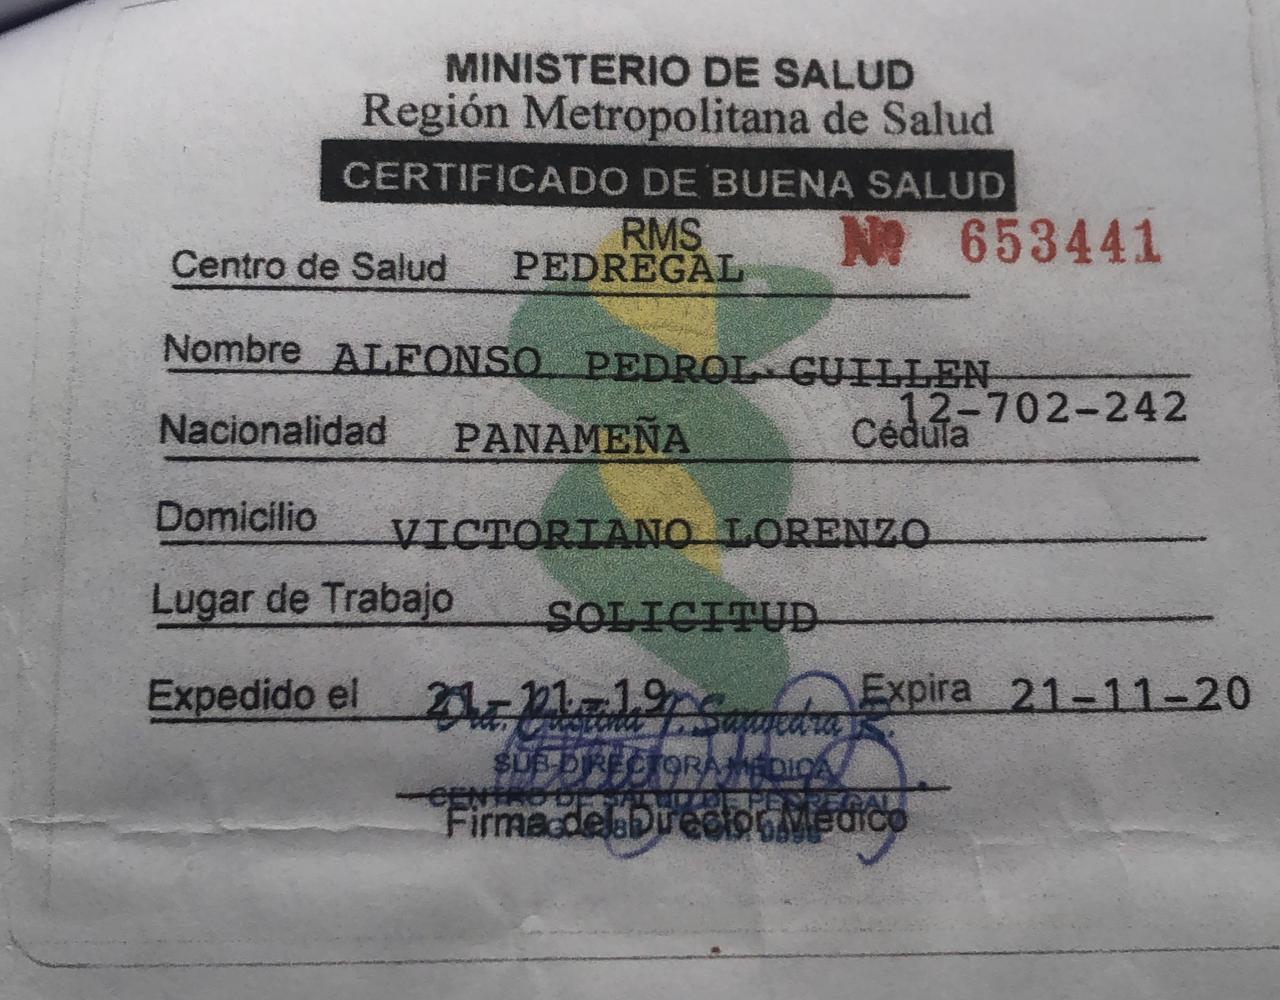 MINISTERIO DE SALUD
Región Metropolitana de Salud
CERTIFICADO DE BUENA SALUD
RMS
Nº 653441
Centro de Salud PEDREGAL
Nombre ALFONSO PEDROL GUILLEN
12-702-242
Nacionalidad PANAMEÑA Cédula
Domicilio VICTORIANO LORENZO
Lugar de Trabajo SOLICITUD
Expedido el 21-11-19 Expira 21-11-20
Dra. Cristina T. Saavedra
SUB-DIRECTORA MEDICA
CENTRO DE SALUD DE PEDREGAL
Firma del Director Médico